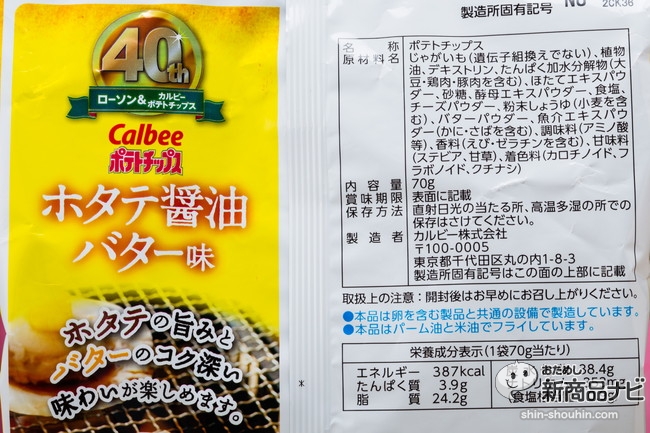 40th
ローソン&カルビー
ポテトチップス
Calbee
ポテトチップス
ホタテ醤油
バター味
ホタテの旨みと
バターのコク深い
味わいが楽しめます。
製造所固有記号 NU 2CK36
名 称 ポテトチップス
原材料名 じゃがいも(遺伝子組換えでない)、植物
油、デキストリン、たんぱく加水分解物(大
豆・鶏肉・豚肉を含む)、ほたてエキスパウ
ダー、砂糖、酵母エキスパウダー、食塩、
チーズパウダー、粉末しょうゆ(小麦を含
む)、バターパウダー、魚介エキスパウダ
ー(かに・さばを含む)、調味料(アミノ酸
等)、香料(えび・ゼラチンを含む)、甘味料
(ステビア、甘草)、着色料(カロチノイド、フ
ラボノイド、クチナシ)
内 容 量 70g
賞味期限 表面に記載
保存方法 直射日光の当たる所、高温多湿の所での
保存はさけてください。
製 造 者 カルビー株式会社
〒100-0005
東京都千代田区丸の内1-8-3
製造所固有記号はこの面の上部に記載
取扱上の注意：開封後はお早めにお召し上がりください。
●本品は卵を含む製品と共通の設備で製造しています。
●本品はパーム油と米油でフライしています。
栄養成分表示(1袋70g当たり)
エネルギー 387kcal 38.4g
たんぱく質 3.9g
脂 質 24.2g (食塩
おためし
新商品ナビ
shin-shouhin.com